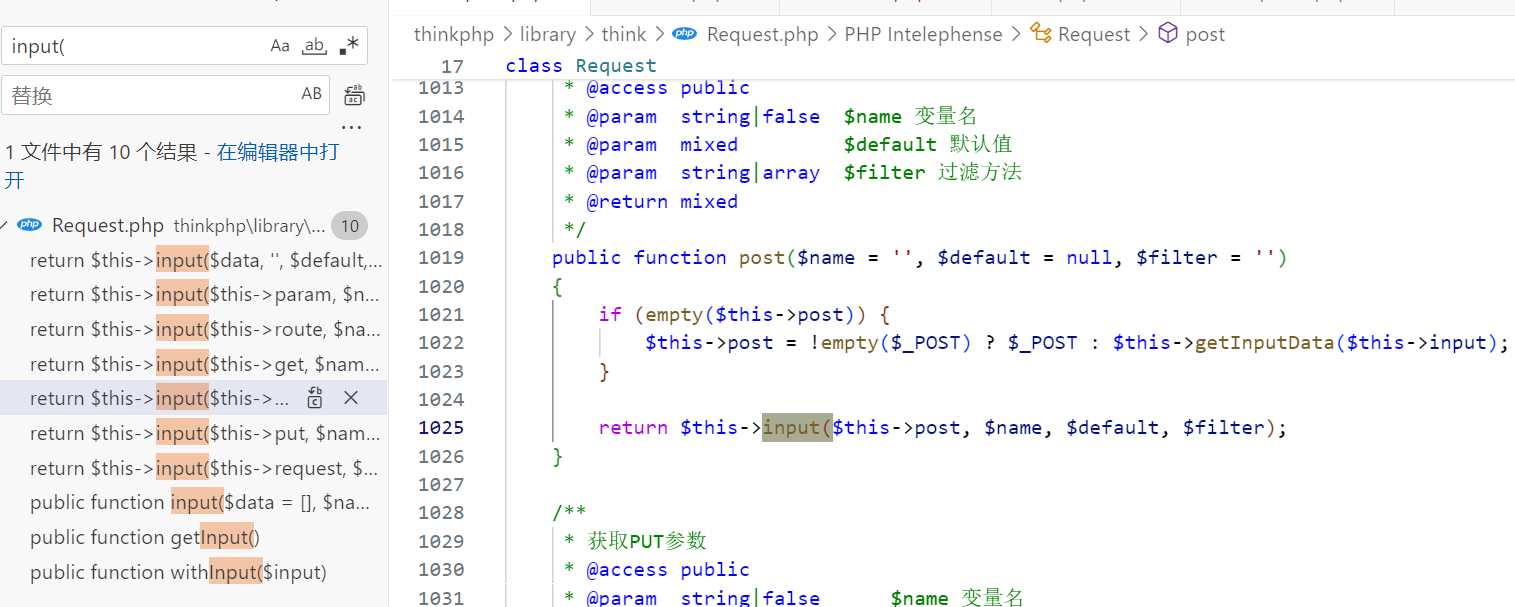 input(
Aa ab .*
替换
AB
...
1 文件中有 10 个结果 - 在编辑器中打
开
php Request.php thinkphp\library\... 10
return $this->input($data, '', $default,...
return $this->input($this->param, $n...
return $this->input($this->route, $na...
return $this->input($this->get, $nam...
return $this->input($this->...
return $this->input($this->put, $nam...
return $this->input($this->request, $...
public function input($data = [], $na...
public function getInput()
public function withInput($input)
thinkphp > library > think > php Request.php > PHP Intelephense > Request > post
17 class Request
1013 * @access public
1014 * @param string|false $name 变量名
1015 * @param mixed $default 默认值
1016 * @param string|array $filter 过滤方法
1017 * @return mixed
1018 */
1019 public function post($name = '', $default = null, $filter = '')
1020 {
1021 if (empty($this->post)) {
1022 $this->post = !empty($_POST) ? $_POST : $this->getInputData($this->input);
1023 }
1024
1025 return $this->input($this->post, $name, $default, $filter);
1026 }
1027
1028 /**
1029 * 获取PUT参数
1030 * @access public
1031 * @param string|false $name 变量名